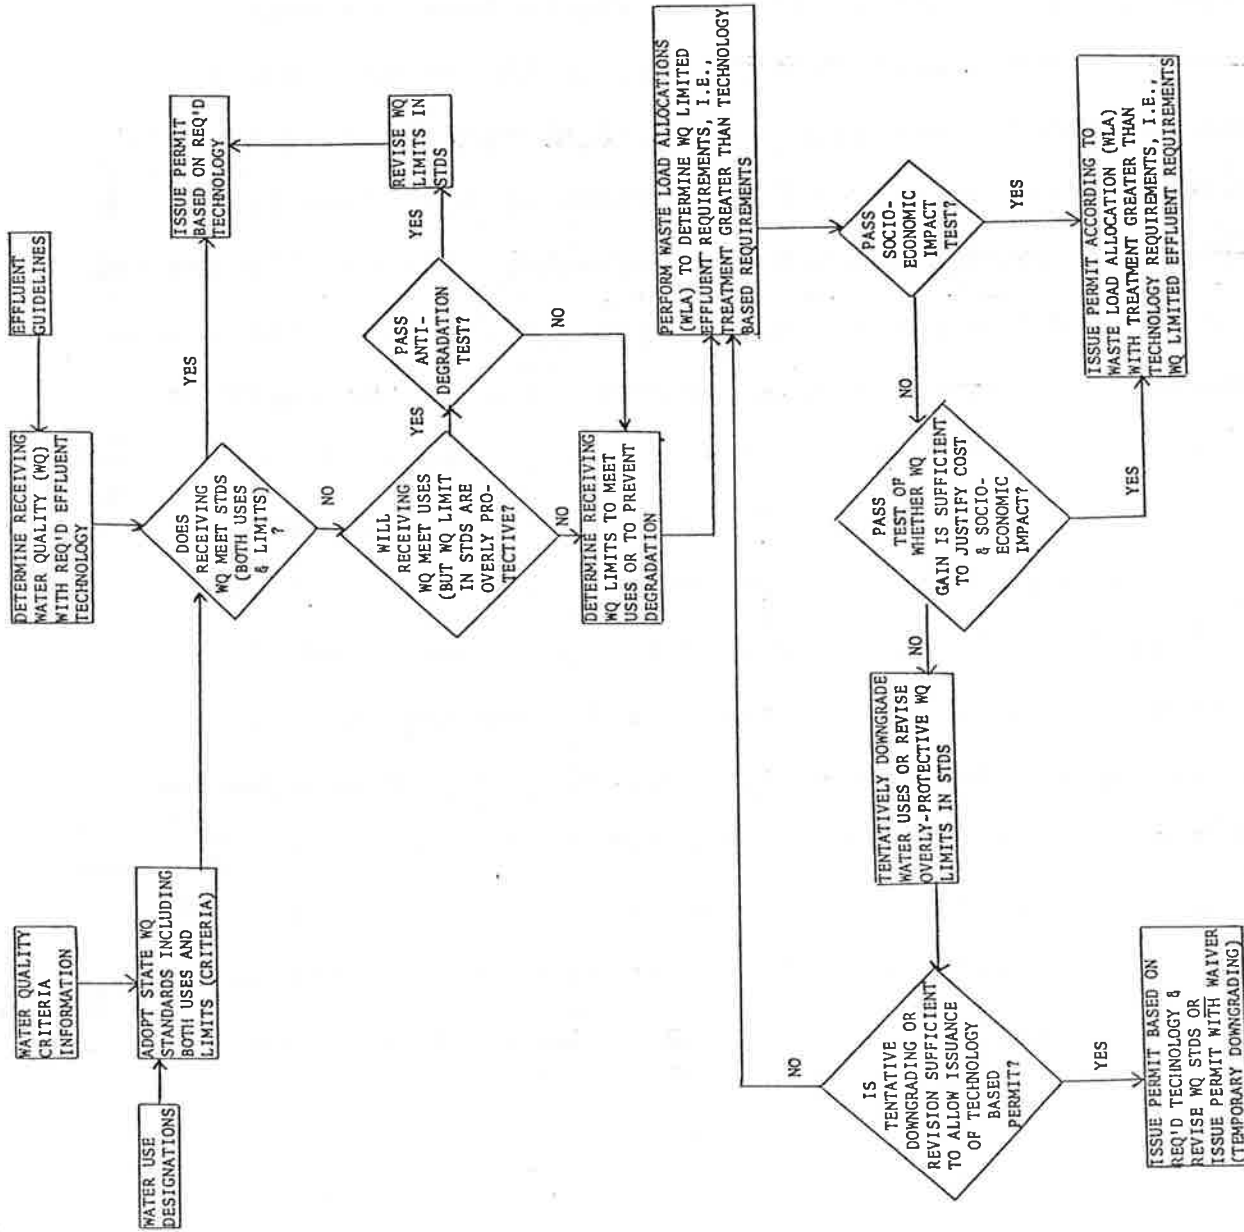 EFFLUENT
GUIDELINES
DETERMINE RECEIVING
WATER QUALITY (WQ)
WITH REQ'D EFFLUENT
TECHNOLOGY
WATER QUALITY
CRITERIA
INFORMATION
WATER USE
DESIGNATIONS
ADOPT STATE WQ
STANDARDS INCLUDING
BOTH USES AND
LIMITS (CRITERIA)
DOES
RECEIVING
WQ MEET STDS
(BOTH USES
& LIMITS)
?
YES
ISSUE PERMIT
BASED ON REQ'D
TECHNOLOGY
NO
WILL
RECEIVING
WQ MEET USES
(BUT WQ LIMIT
IN STDS ARE
OVERLY PRO-
TECTIVE?
YES
PASS
ANTI-
DEGRADATION
TEST?
YES
REVISE WQ
LIMITS IN
STDS
NO
NO
DETERMINE RECEIVING
WQ LIMITS TO MEET
USES OR TO PREVENT
DEGRADATION
PERFORM WASTE LOAD ALLOCATIONS
(WLA) TO DETERMINE WQ LIMITED
EFFLUENT REQUIREMENTS, I.E.,
TREATMENT GREATER THAN TECHNOLOGY
BASED REQUIREMENTS
PASS
SOCIO-
ECONOMIC
IMPACT
TEST?
YES
ISSUE PERMIT ACCORDING TO
WASTE LOAD ALLOCATION (WLA)
WITH TREATMENT GREATER THAN
TECHNOLOGY REQUIREMENTS, I.E.,
WQ LIMITED EFFLUENT REQUIREMENTS
NO
PASS
TEST OF
WHETHER WQ
GAIN IS SUFFICIENT
TO JUSTIFY COST
& SOCIO-
ECONOMIC
IMPACT?
YES
NO
TENTATIVELY DOWNGRADE
WATER USES OR REVISE
OVERLY-PROTECTIVE WQ
LIMITS IN STDS
IS
TENTATIVE
DOWNGRADING OR
REVISION SUFFICIENT
TO ALLOW ISSUANCE
OF TECHNOLOGY
BASED
PERMIT?
NO
YES
ISSUE PERMIT BASED ON
REQ'D TECHNOLOGY &
REVISE WQ STDS OR
ISSUE PERMIT WITH WAIVER
(TEMPORARY DOWNGRADING)